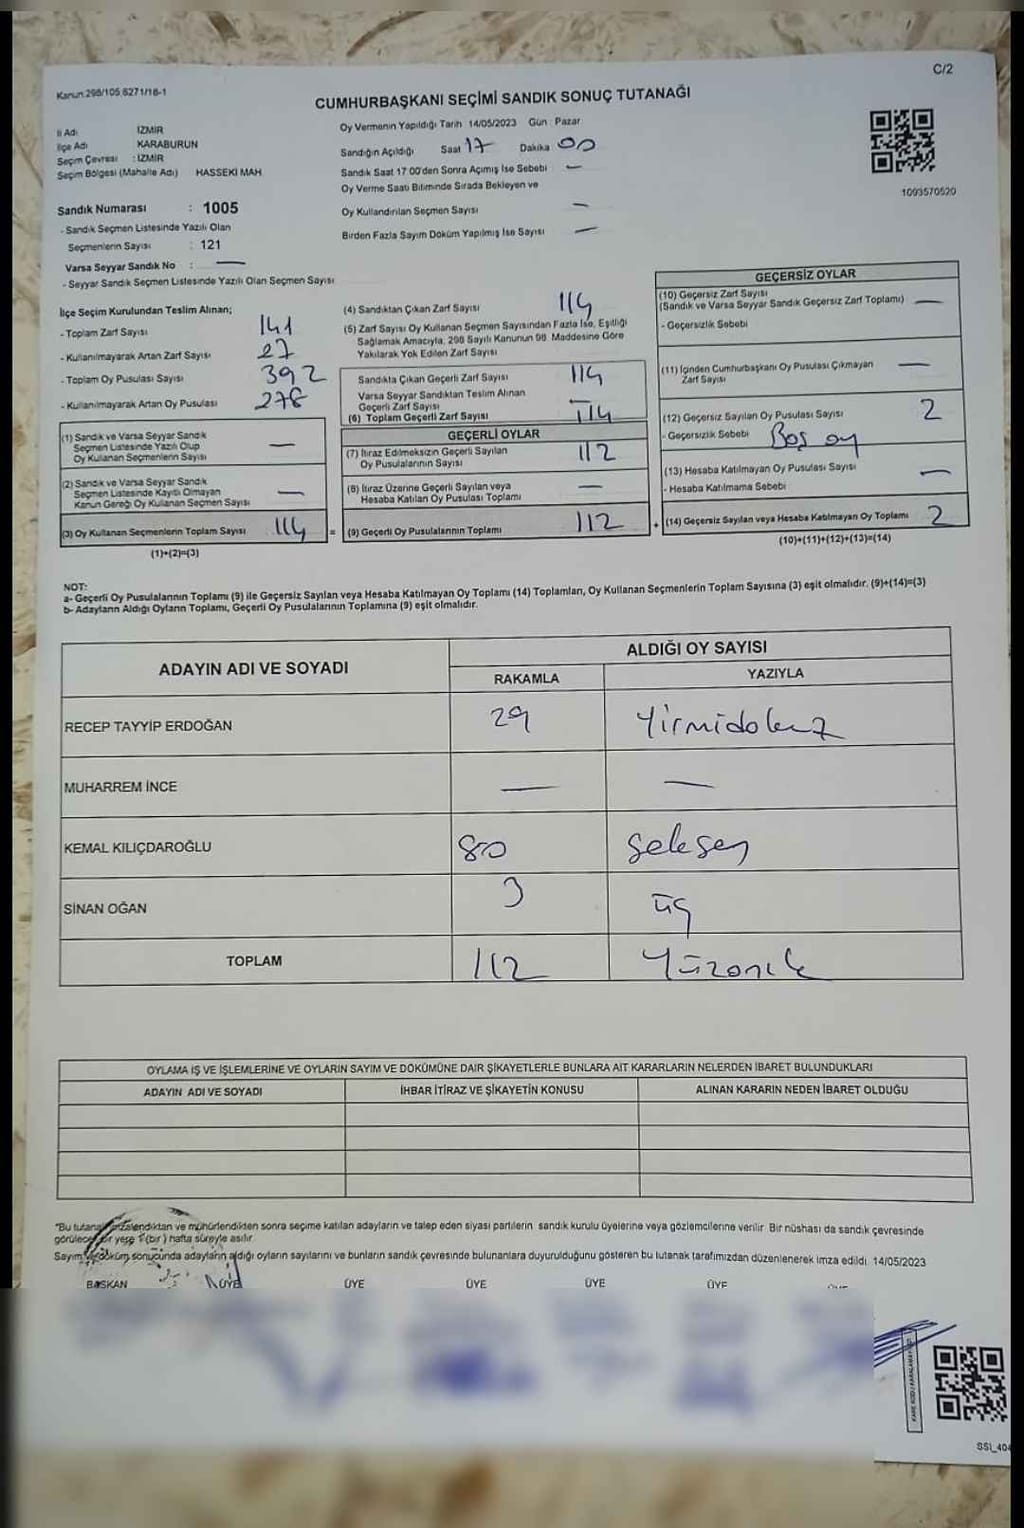 C/2
Kanun:298/105,6271/18-1
CUMHURBAŞKANI SEÇİMİ SANDIK SONUÇ TUTANAĞI
İl Adı : İZMİR
İlçe Adı : KARABURUN
Seçim Çevresi : İZMİR
Seçim Bölgesi (Mahalle Adı) HASSEKİ MAH.
Oy Vermenin Yapıldığı Tarih 14/05/2023 Gün : Pazar
Sandığın Açıldığı Saat 17 Dakika 00
Sandık Saat 17:00'den Sonra Açımış İse Sebebi —
Oy Verme Saati Bitiminde Sırada Bekleyen ve
Oy Kullandırılan Seçmen Sayısı —
Birden Fazla Sayım Döküm Yapılmış İse Sayısı —
1093570520
Sandık Numarası : 1005
- Sandık Seçmen Listesinde Yazılı Olan
Seçmenlerin Sayısı : 121
Varsa Seyyar Sandık No : —
- Seyyar Sandık Seçmen Listesinde Yazılı Olan Seçmen Sayısı
İlçe Seçim Kurulundan Teslim Alınan;
- Toplam Zarf Sayısı 141
- Kullanılmayarak Artan Zarf Sayısı 27
- Toplam Oy Pusulası Sayısı 392
- Kullanılmayarak Artan Oy Pusulası 278
(1) Sandık ve Varsa Seyyar Sandık
Seçmen Listesinde Yazılı Olup
Oy Kullanan Seçmenlerin Sayısı —
(2) Sandık ve Varsa Seyyar Sandık
Seçmen Listesinde Kayıtlı Olmayan
Kanun Gereği Oy Kullanan Seçmen Sayısı —
(3) Oy Kullanan Seçmenlerin Toplam Sayısı 114 =
(1)+(2)=(3)
(4) Sandıktan Çıkan Zarf Sayısı 114
(5) Zarf Sayısı Oy Kullanan Seçmen Sayısından Fazla İse, Eşitliği
Sağlamak Amacıyla, 298 Sayılı Kanunun 98. Maddesine Göre
Yakılarak Yok Edilen Zarf Sayısı
Sandıkta Çıkan Geçerli Zarf Sayısı 114
Varsa Seyyar Sandıktan Teslim Alınan
Geçerli Zarf Sayısı —
(6) Toplam Geçerli Zarf Sayısı 114
GEÇERLİ OYLAR
(7) İtiraz Edilmeksizin Geçerli Sayılan
Oy Pusulalarının Sayısı 112
(8) İtiraz Üzerine Geçerli Sayılan veya
Hesaba Katılan Oy Pusulası Toplamı —
(9) Geçerli Oy Pusulalarının Toplamı 112 +
GEÇERSİZ OYLAR
(10) Geçersiz Zarf Sayısı
(Sandık ve Varsa Seyyar Sandık Geçersiz Zarf Toplamı) —
- Geçersizlik Sebebi
(11) İçinden Cumhurbaşkanı Oy Pusulası Çıkmayan
Zarf Sayısı —
(12) Geçersiz Sayılan Oy Pusulası Sayısı 2
- Geçersizlik Sebebi Boş oy
(13) Hesaba Katılmayan Oy Pusulası Sayısı —
- Hesaba Katılmama Sebebi
(14) Geçersiz Sayılan veya Hesaba Katılmayan Oy Toplamı 2
(10)+(11)+(12)+(13)=(14)
NOT:
a- Geçerli Oy Pusulalarının Toplamı (9) ile Geçersiz Sayılan veya Hesaba Katılmayan Oy Toplamı (14) Toplamları, Oy Kullanan Seçmenlerin Toplam Sayısına (3) eşit olmalıdır. (9)+(14)=(3)
b- Adayların Aldığı Oyların Toplamı, Geçerli Oy Pusulalarının Toplamına (9) eşit olmalıdır.
ADAYIN ADI VE SOYADI
ALDIĞI OY SAYISI
RAKAMLA YAZIYLA
RECEP TAYYİP ERDOĞAN 29 Yirmidokuz
MUHARREM İNCE — —
KEMAL KILIÇDAROĞLU 80 Seksen
SİNAN OĞAN 3 üç
TOPLAM 112 Yüzoniki
OYLAMA İŞ VE İŞLEMLERİNE VE OYLARIN SAYIM VE DÖKÜMÜNE DAİR ŞİKAYETLERLE BUNLARA AİT KARARLARIN NELERDEN İBARET BULUNDUKLARI
ADAYIN ADI VE SOYADI İHBAR İTİRAZ VE ŞİKAYETİN KONUSU ALINAN KARARIN NEDEN İBARET OLDUĞU
*Bu tutanak imzalandıktan ve mühürlendikten sonra seçime katılan adayların ve talep eden siyasi partilerin sandık kurulu üyelerine veya gözlemcilerine verilir. Bir nüshası da sandık çevresinde
görülecek bir yere 1 (bir) hafta süreyle asılır.
Sayım ve döküm sonucunda adayların aldığı oyların sayılarını ve bunların sandık çevresinde bulunanlara duyurulduğunu gösteren bu tutanak tarafımızdan düzenlenerek imza edildi. 14/05/2023
BAŞKAN ÜYE ÜYE ÜYE ÜYE ÜYE